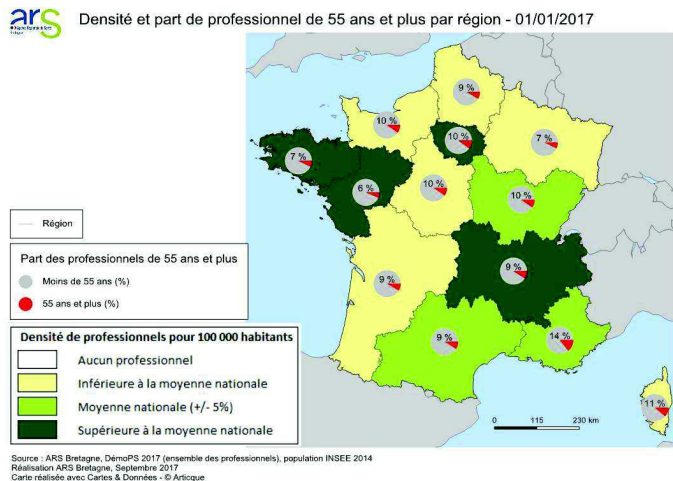 ars
Densité et part de professionnel de 55 ans et plus par région - 01/01/2017
9 %
10 %
10 %
7 %
7 %
6 %
10 %
10 %
9 %
9 %
9 %
14 %
11 %
Région
Part des professionnels de 55 ans et plus
Moins de 55 ans (%)
55 ans et plus (%)
Densité de professionnels pour 100 000 habitants
Aucun professionnel
Inférieure à la moyenne nationale
Moyenne nationale (+/- 5%)
Supérieure à la moyenne nationale
0 115 230 km
Source : ARS Bretagne, DémoPS 2017 (ensemble des professionnels), population INSEE 2014
Réalisation ARS Bretagne, Septembre 2017
Carte réalisée avec Cartes & Données - © Articque